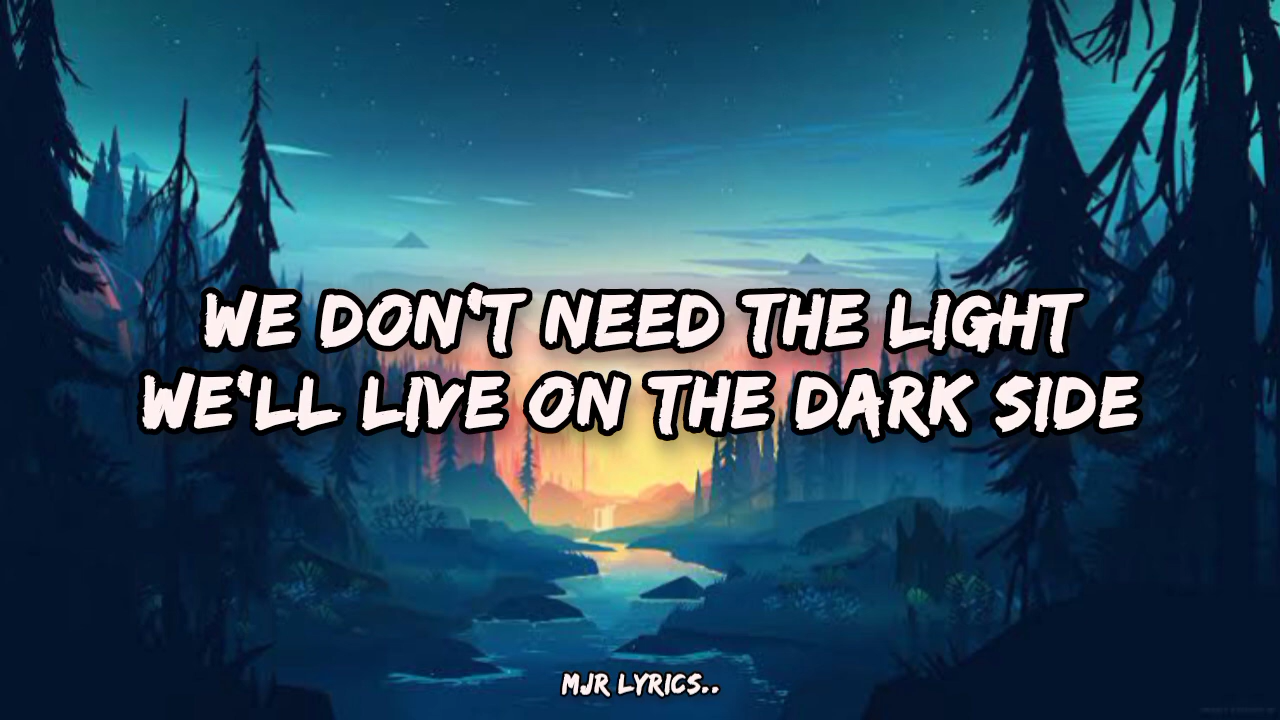 WE DON'T NEED THE LIGHT
WE'LL LIVE ON THE DARK SIDE
MJR LYRICS..